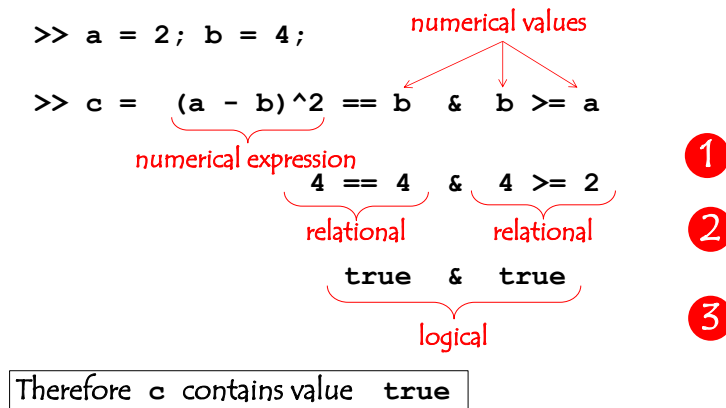 numerical values
>> a = 2; b = 4;
>> c = (a - b)^2 == b & b >= a
numerical expression
1
4 == 4 & 4 >= 2
relational relational
2
true & true
logical
3
Therefore c contains value true